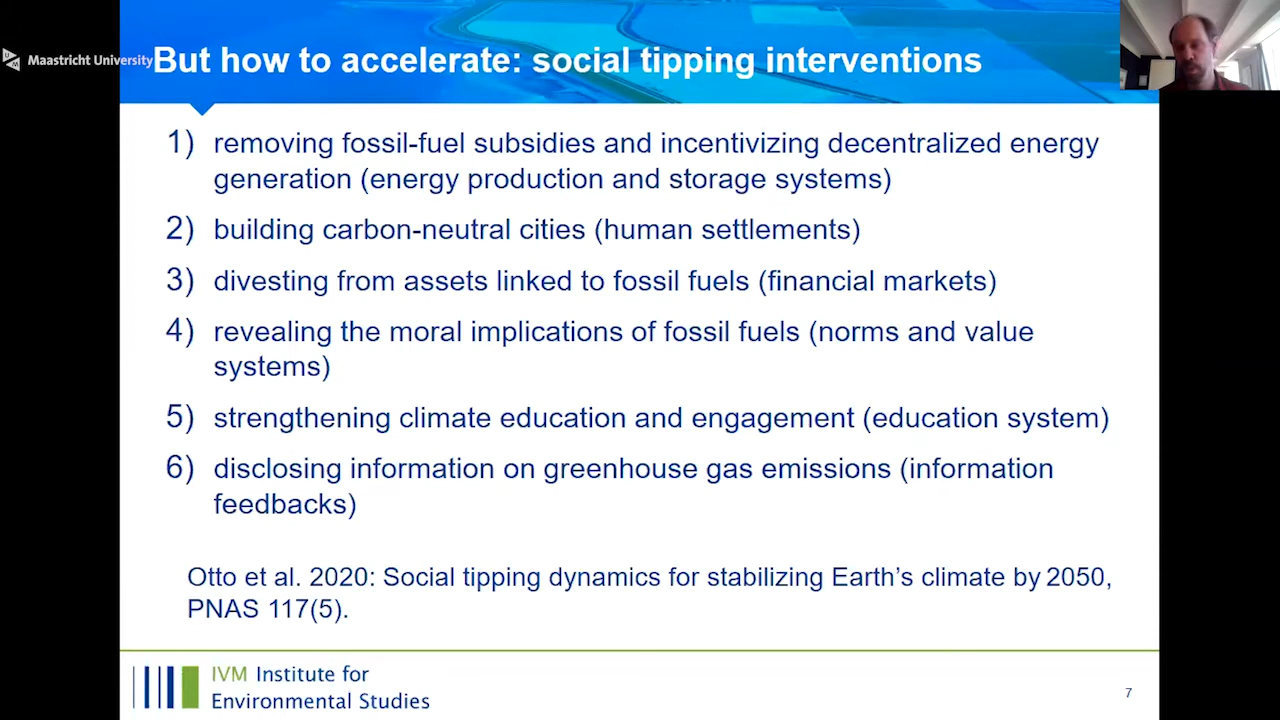 Maastricht University
But how to accelerate: social tipping interventions
1) removing fossil-fuel subsidies and incentivizing decentralized energy
generation (energy production and storage systems)
2) building carbon-neutral cities (human settlements)
3) divesting from assets linked to fossil fuels (financial markets)
4) revealing the moral implications of fossil fuels (norms and value
systems)
5) strengthening climate education and engagement (education system)
6) disclosing information on greenhouse gas emissions (information
feedbacks)
Otto et al. 2020: Social tipping dynamics for stabilizing Earth’s climate by 2050,
PNAS 117(5).
IVM Institute for
Environmental Studies
7